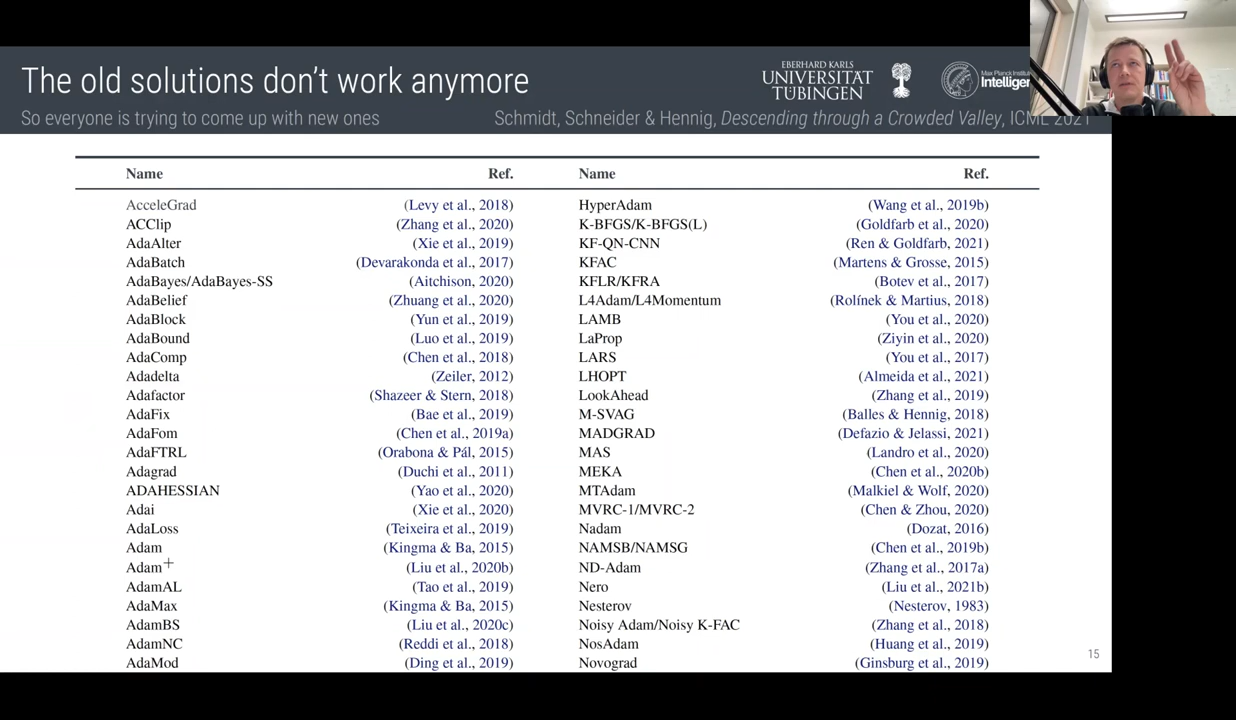 The old solutions don't work anymore
So everyone is trying to come up with new ones
EBERHARD KARLS
UNIVERSITÄT
TÜBINGEN
Max Planck Institut
Intelligen
Schmidt, Schneider & Hennig, Descending through a Crowded Valley, ICML 2021
Name Ref. Name Ref.
AcceleGrad (Levy et al., 2018) HyperAdam (Wang et al., 2019b)
ACClip (Zhang et al., 2020) K-BFGS/K-BFGS(L) (Goldfarb et al., 2020)
AdaAlter (Xie et al., 2019) KF-QN-CNN (Ren & Goldfarb, 2021)
AdaBatch (Devarakonda et al., 2017) KFAC (Martens & Grosse, 2015)
AdaBayes/AdaBayes-SS (Aitchison, 2020) KFLR/KFRA (Botev et al., 2017)
AdaBelief (Zhuang et al., 2020) L4Adam/L4Momentum (Rolínek & Martius, 2018)
AdaBlock (Yun et al., 2019) LAMB (You et al., 2020)
AdaBound (Luo et al., 2019) LaProp (Ziyin et al., 2020)
AdaComp (Chen et al., 2018) LARS (You et al., 2017)
Adadelta (Zeiler, 2012) LHOPT (Almeida et al., 2021)
Adafactor (Shazeer & Stern, 2018) LookAhead (Zhang et al., 2019)
AdaFix (Bae et al., 2019) M-SVAG (Balles & Hennig, 2018)
AdaFom (Chen et al., 2019a) MADGRAD (Defazio & Jelassi, 2021)
AdaFTRL (Orabona & Pál, 2015) MAS (Landro et al., 2020)
Adagrad (Duchi et al., 2011) MEKA (Chen et al., 2020b)
ADAHESSIAN (Yao et al., 2020) MTAdam (Malkiel & Wolf, 2020)
Adai (Xie et al., 2020) MVRC-1/MVRC-2 (Chen & Zhou, 2020)
AdaLoss (Teixeira et al., 2019) Nadam (Dozat, 2016)
Adam (Kingma & Ba, 2015) NAMSB/NAMSG (Chen et al., 2019b)
Adam⁺ (Liu et al., 2020b) ND-Adam (Zhang et al., 2017a)
AdamAL (Tao et al., 2019) Nero (Liu et al., 2021b)
AdaMax (Kingma & Ba, 2015) Nesterov (Nesterov, 1983)
AdamBS (Liu et al., 2020c) Noisy Adam/Noisy K-FAC (Zhang et al., 2018)
AdamNC (Reddi et al., 2018) NosAdam (Huang et al., 2019)
AdaMod (Ding et al., 2019) Novograd (Ginsburg et al., 2019)
15